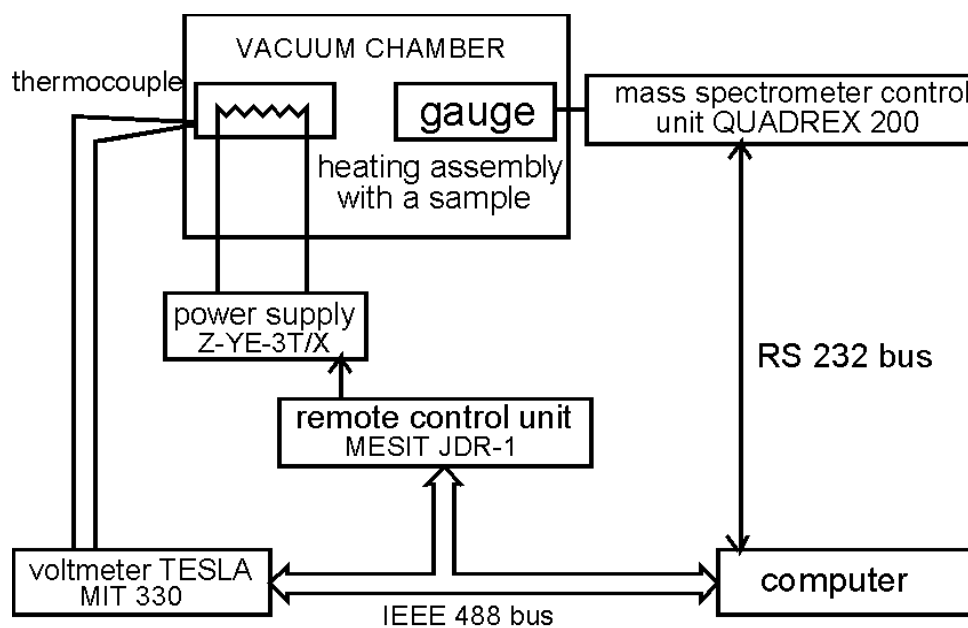 VACUUM CHAMBER
thermocouple
gauge
mass spectrometer control
unit QUADREX 200
heating assembly
with a sample
power supply
Z-YE-3T/X
RS 232 bus
remote control unit
MESIT JDR-1
voltmeter TESLA
MIT 330
computer
IEEE 488 bus